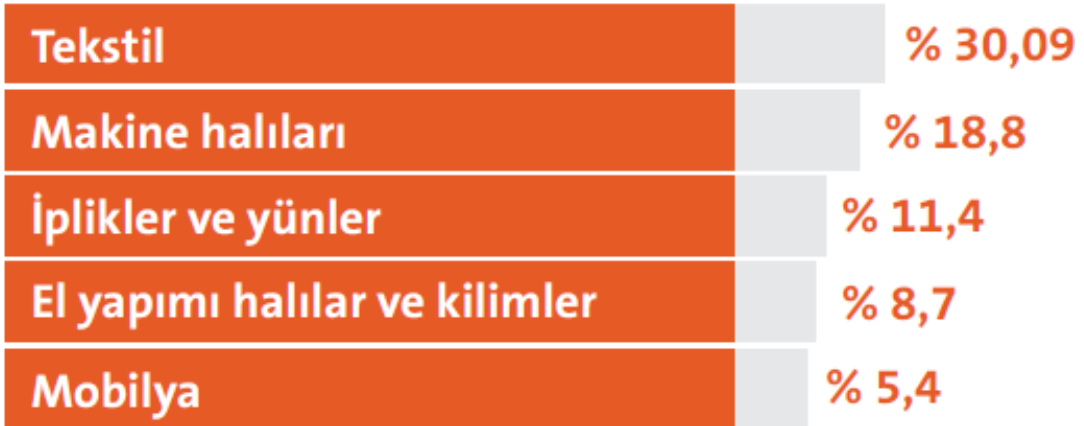 Tekstil % 30,09
Makine halıları % 18,8
İplikler ve yünler % 11,4
El yapımı halılar ve kilimler % 8,7
Mobilya % 5,4